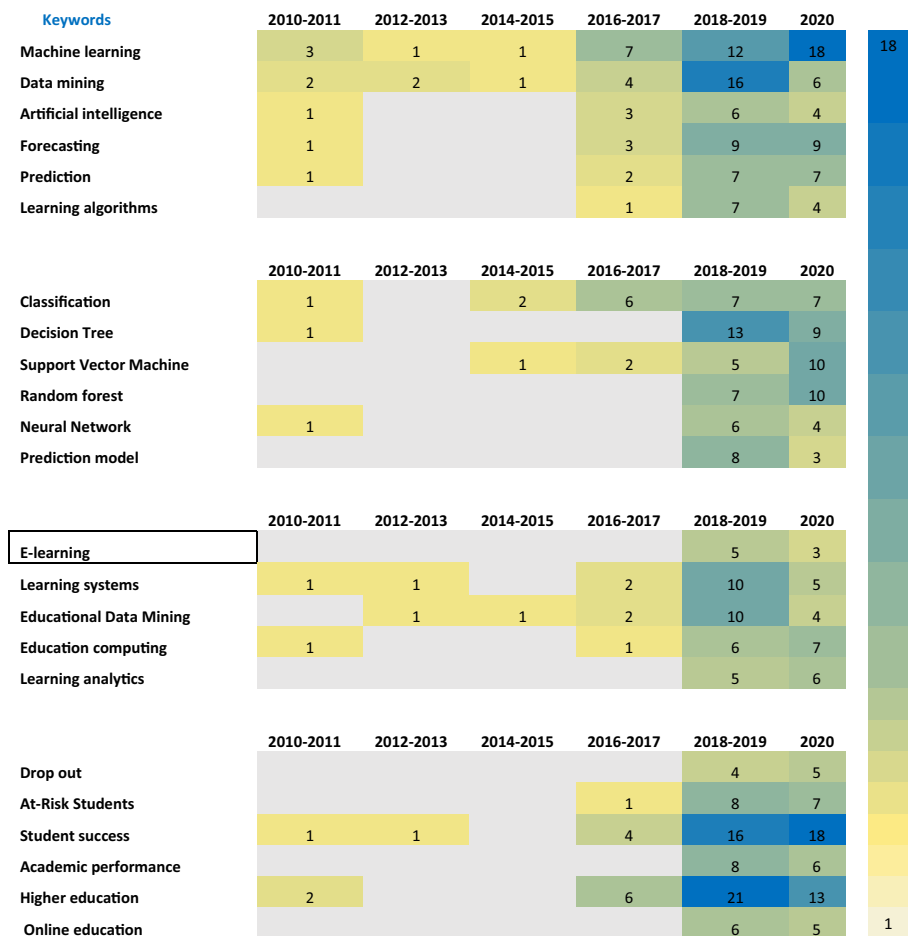 Keywords 2010-2011 2012-2013 2014-2015 2016-2017 2018-2019 2020
Machine learning 3 1 1 7 12 18 18
Data mining 2 2 1 4 16 6
Artificial intelligence 1 3 6 4
Forecasting 1 3 9 9
Prediction 1 2 7 7
Learning algorithms 1 7 4
2010-2011 2012-2013 2014-2015 2016-2017 2018-2019 2020
Classification 1 2 6 7 7
Decision Tree 1 13 9
Support Vector Machine 1 2 5 10
Random forest 7 10
Neural Network 1 6 4
Prediction model 8 3
2010-2011 2012-2013 2014-2015 2016-2017 2018-2019 2020
E-learning 5 3
Learning systems 1 1 2 10 5
Educational Data Mining 1 1 2 10 4
Education computing 1 1 6 7
Learning analytics 5 6
2010-2011 2012-2013 2014-2015 2016-2017 2018-2019 2020
Drop out 4 5
At-Risk Students 1 8 7
Student success 1 1 4 16 18
Academic performance 8 6
Higher education 2 6 21 13
Online education 6 5 1